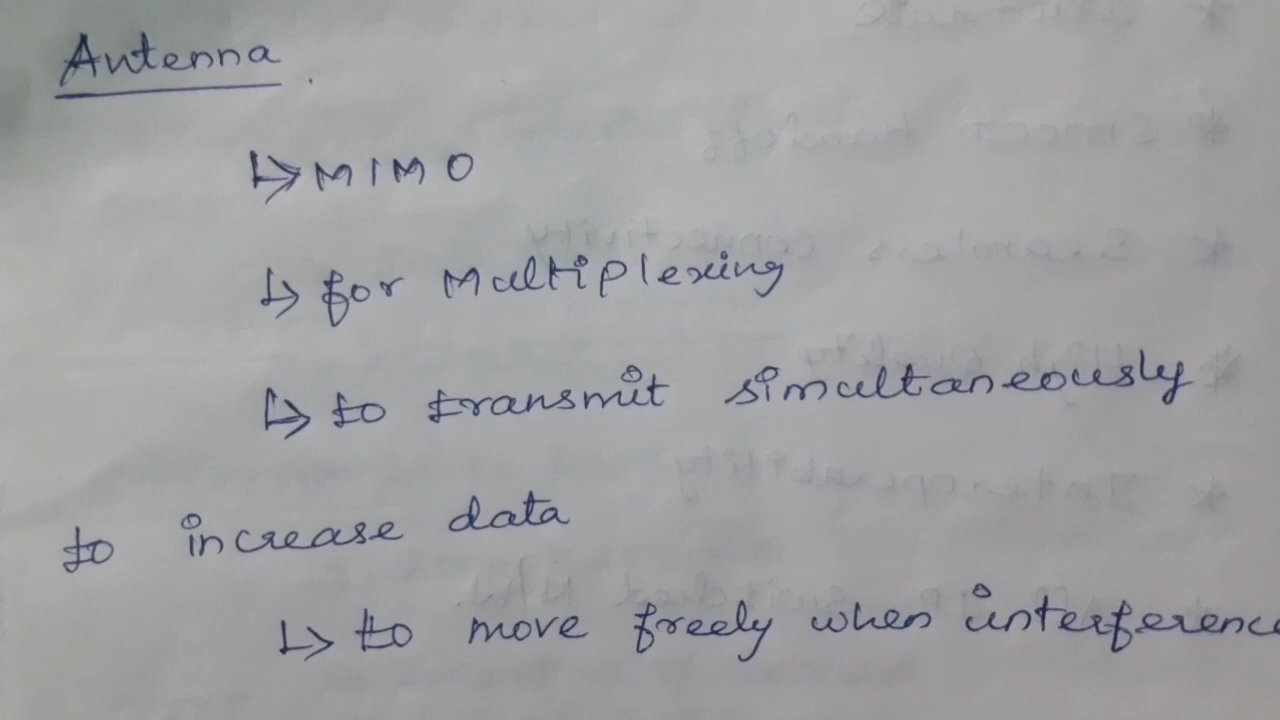 Antenna.
↳ MIMO
↳ for Multiplexing
↳ to transmit simultaneously
to increase data
↳ to move freely when interference